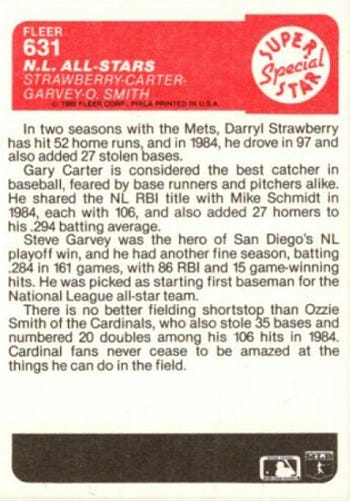 FLEER
631
N.L. ALL-STARS
STRAWBERRY-CARTER-
GARVEY-O. SMITH
© 1985 FLEER CORP., PHILA PRINTED IN U.S.A.
SUPER
Special
STAR
In two seasons with the Mets, Darryl Strawberry
has hit 52 home runs, and in 1984, he drove in 97 and
also added 27 stolen bases.
Gary Carter is considered the best catcher in
baseball, feared by base runners and pitchers alike.
He shared the NL RBI title with Mike Schmidt in
1984, each with 106, and also added 27 homers to
his .294 batting average.
Steve Garvey was the hero of San Diego's NL
playoff win, and he had another fine season, batting
.284 in 161 games, with 86 RBI and 15 game-winning
hits. He was picked as starting first baseman for the
National League all-star team.
There is no better fielding shortstop than Ozzie
Smith of the Cardinals, who also stole 35 bases and
numbered 20 doubles among his 106 hits in 1984.
Cardinal fans never cease to be amazed at the
things he can do in the field.